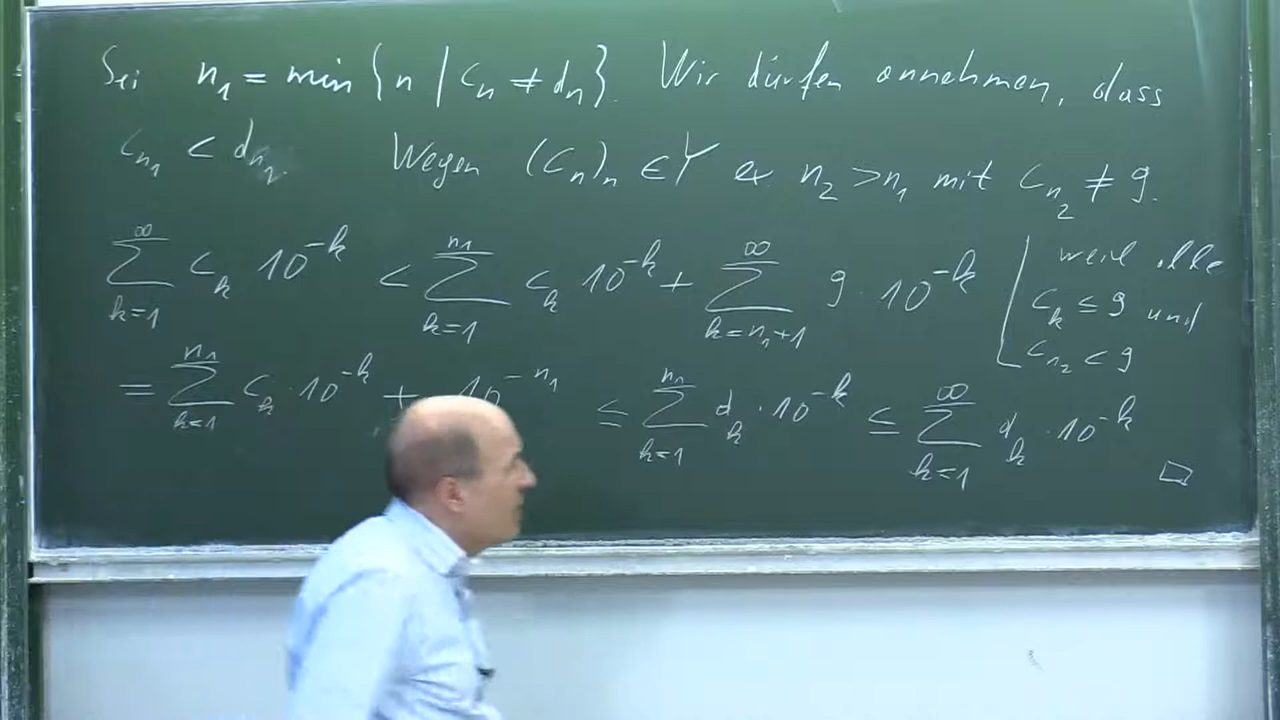 Sei n₁ = min {n | cₙ ≠ dₙ}. Wir dürfen annehmen, dass
c_{n₁} < d_{n₁}. Wegen (cₙ)ₙ ∈ Y ex. n₂ > n₁ mit c_{n₂} ≠ 9.
∑_{k=1}^{∞} c_k 10^{-k} < ∑_{k=1}^{n₁} c_k 10^{-k} + ∑_{k=n₁+1}^{∞} 9 · 10^{-k}
weil alle
c_k ≤ 9 und
c_{n₂} < 9
= ∑_{k=1}^{n₁} c_k · 10^{-k} + 10^{-n₁} ≤ ∑_{k=1}^{n₁} d_k · 10^{-k} ≤ ∑_{k=1}^{∞} d_k · 10^{-k} □